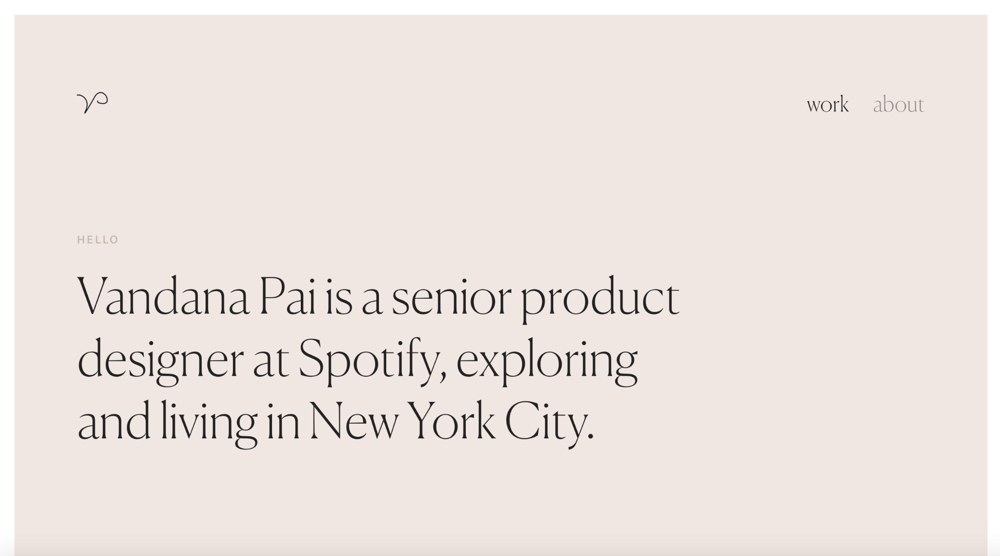 work about
HELLO
Vandana Pai is a senior product
designer at Spotify, exploring
and living in New York City.